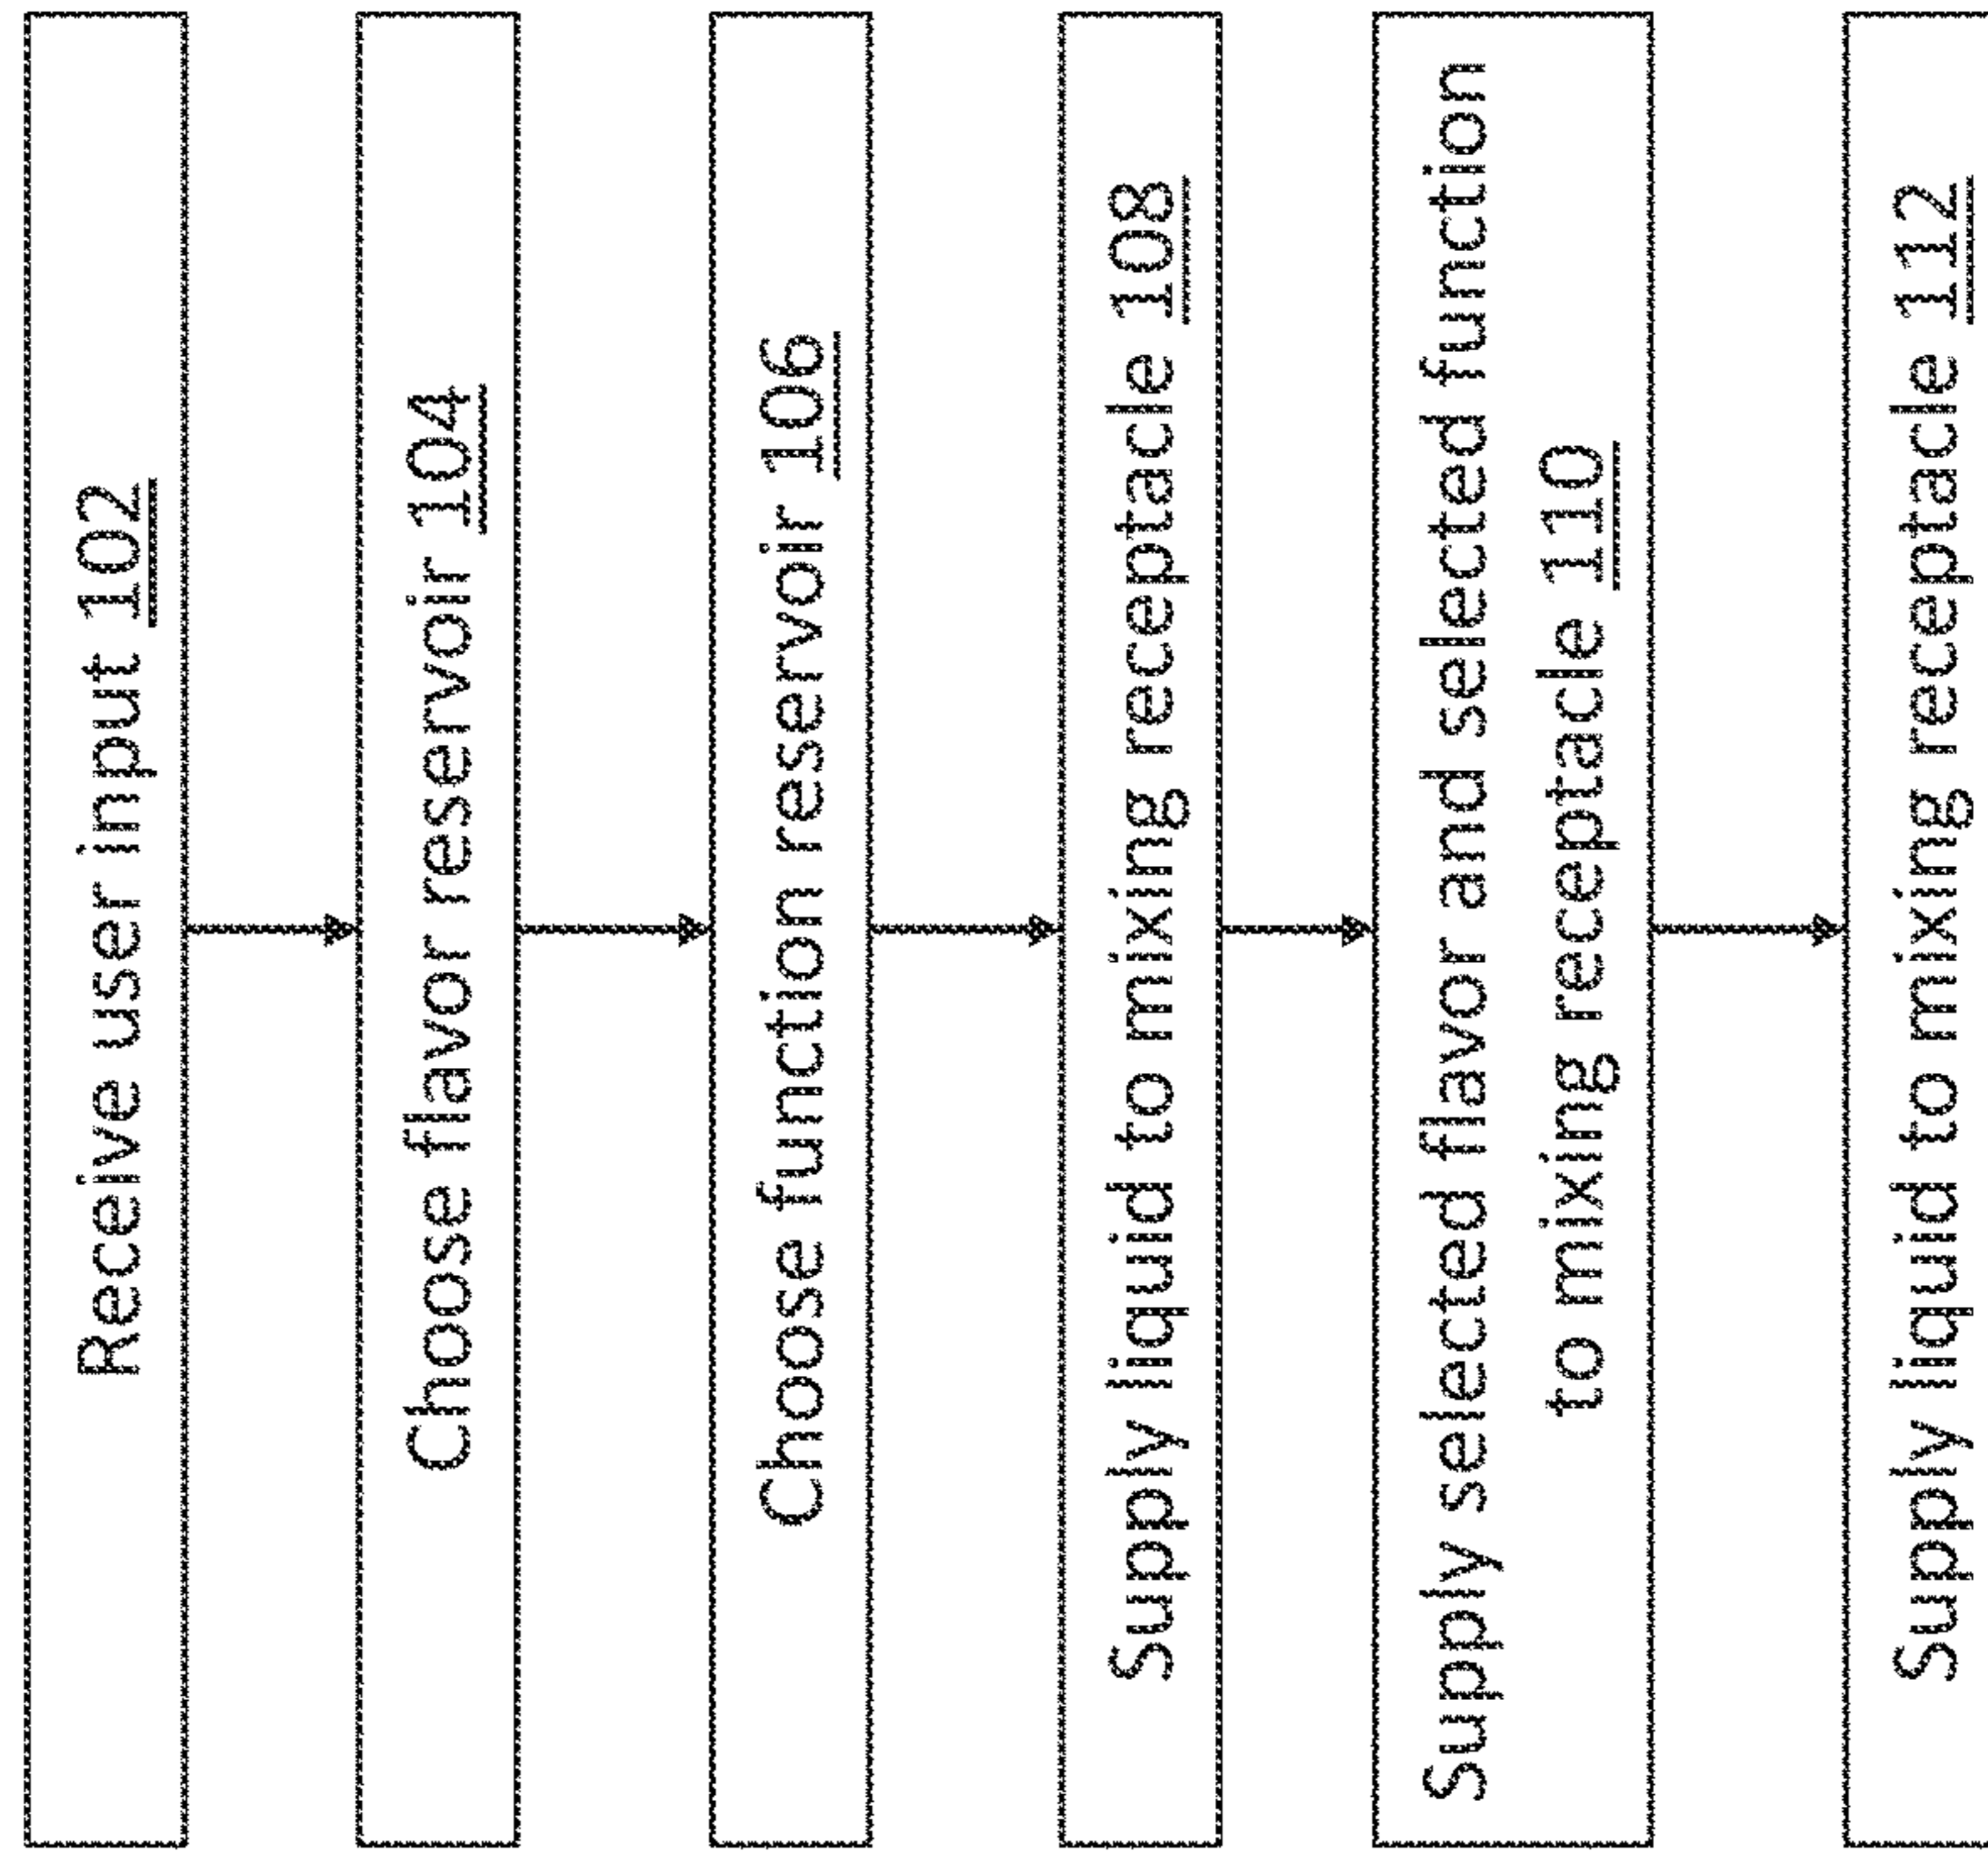 Receive user input 102
Choose flavor reservoir 104
Choose function reservoir 106
Supply liquid to mixing receptacle 108
Supply selected flavor and selected function
to mixing receptacle 110
Supply liquid to mixing receptacle 112